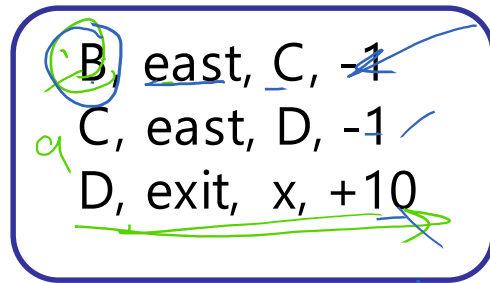 B, east, C, -1
C, east, D, -1
D, exit, x, +10